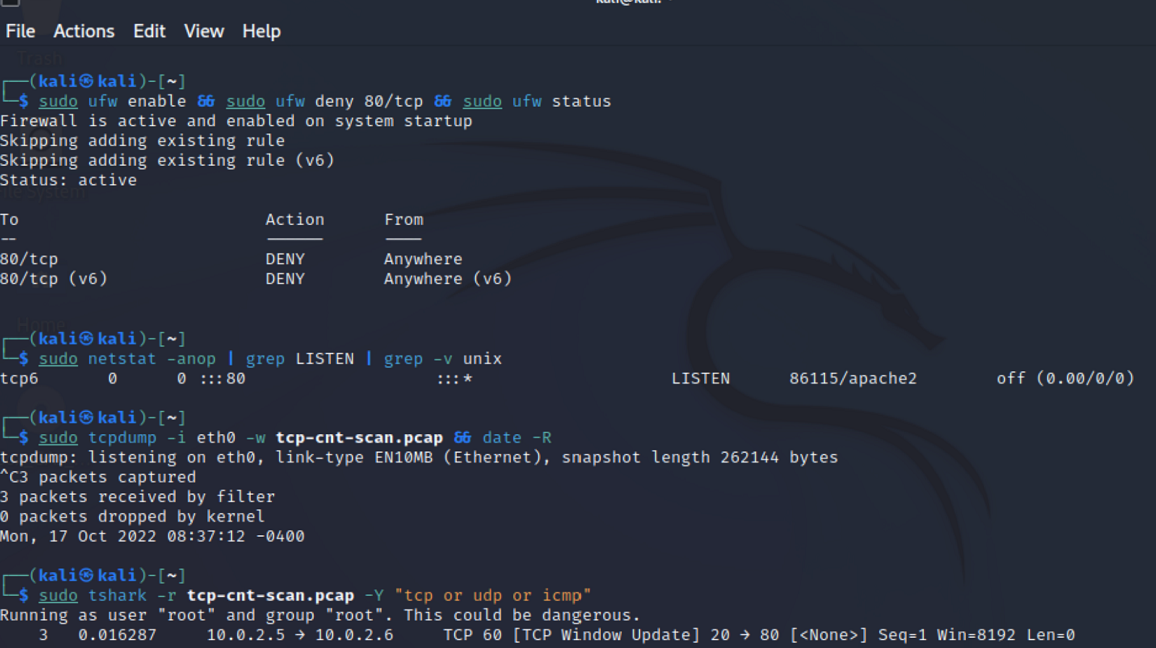 File Actions Edit View Help
┌──(kali㉿kali)-[~]
└─$ sudo ufw enable && sudo ufw deny 80/tcp && sudo ufw status
Firewall is active and enabled on system startup
Skipping adding existing rule
Skipping adding existing rule (v6)
Status: active
To                         Action      From
--                         ------      ----
80/tcp                     DENY        Anywhere
80/tcp (v6)                DENY        Anywhere (v6)
┌──(kali㉿kali)-[~]
└─$ sudo netstat -anop | grep LISTEN | grep -v unix
tcp6       0      0 :::80                   :::*                    LISTEN      86115/apache2        off (0.00/0/0)
┌──(kali㉿kali)-[~]
└─$ sudo tcpdump -i eth0 -w tcp-cnt-scan.pcap && date -R
tcpdump: listening on eth0, link-type EN10MB (Ethernet), snapshot length 262144 bytes
^C3 packets captured
3 packets received by filter
0 packets dropped by kernel
Mon, 17 Oct 2022 08:37:12 -0400
┌──(kali㉿kali)-[~]
└─$ sudo tshark -r tcp-cnt-scan.pcap -Y "tcp or udp or icmp"
Running as user "root" and group "root". This could be dangerous.
    3   0.016287     10.0.2.5 → 10.0.2.6     TCP 60 [TCP Window Update] 20 → 80 [<None>] Seq=1 Win=8192 Len=0